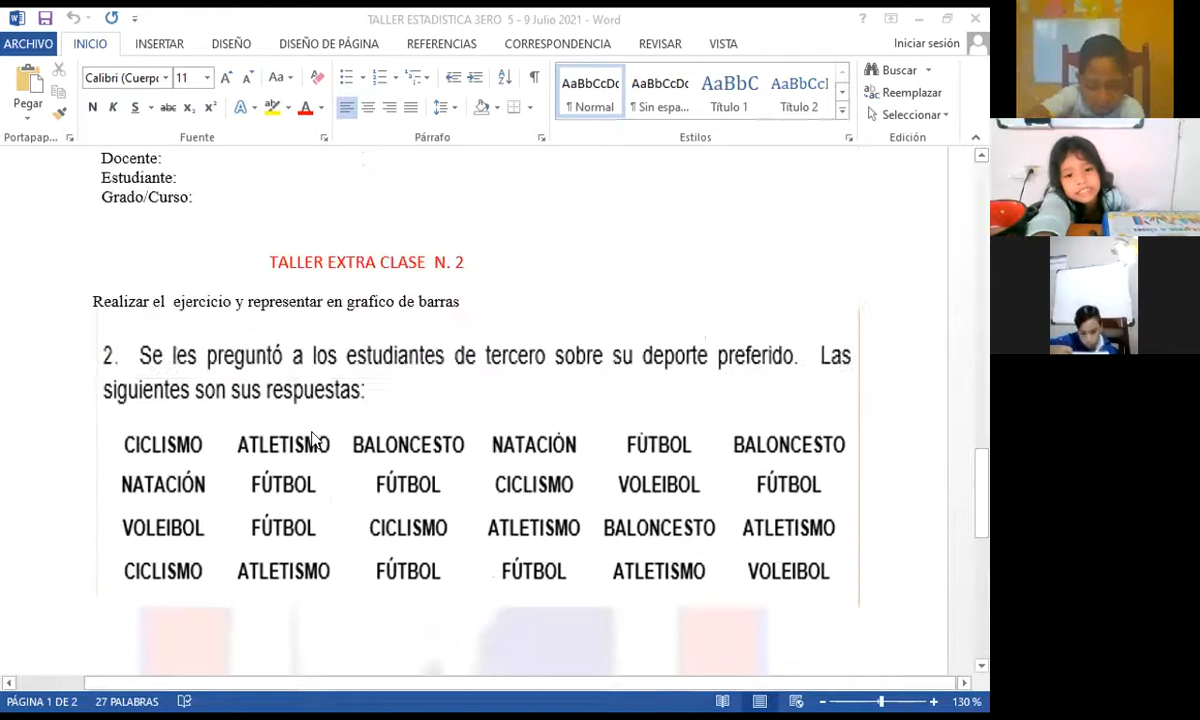 TALLER ESTADISTICA 3ERO 5 - 9 Julio 2021 - Word
ARCHIVO INICIO INSERTAR DISEÑO DISEÑO DE PÁGINA REFERENCIAS CORRESPONDENCIA REVISAR VISTA Iniciar sesión
Calibri (Cuerpo 11 Aa AaBbCcDc AaBbCcDc AaBbC AaBbCcl Buscar
Pegar N K S abc x₂ x² A ab A ¶ Normal ¶ Sin espa... Título 1 Título 2 Reemplazar
Seleccionar
Portapap... Fuente Párrafo Estilos Edición
Docente:
Estudiante:
Grado/Curso:
TALLER EXTRA CLASE N. 2
Realizar el ejercicio y representar en grafico de barras
2. Se les preguntó a los estudiantes de tercero sobre su deporte preferido. Las
siguientes son sus respuestas:
CICLISMO ATLETISMO BALONCESTO NATACIÓN FÚTBOL BALONCESTO
NATACIÓN FÚTBOL FÚTBOL CICLISMO VOLEIBOL FÚTBOL
VOLEIBOL FÚTBOL CICLISMO ATLETISMO BALONCESTO ATLETISMO
CICLISMO ATLETISMO FÚTBOL FÚTBOL ATLETISMO VOLEIBOL
PÁGINA 1 DE 2 27 PALABRAS 130 %